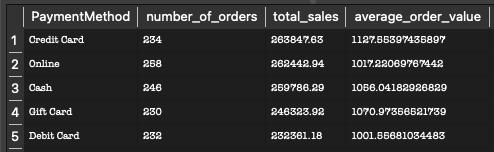 PaymentMethod number_of_orders total_sales average_order_value
1 Credit Card 234 263847.63 1127.55397435897
2 Online 258 262442.94 1017.22069767442
3 Cash 246 259786.29 1056.04182926829
4 Gift Card 230 246323.92 1070.97356521739
5 Debit Card 232 232361.18 1001.55681034483